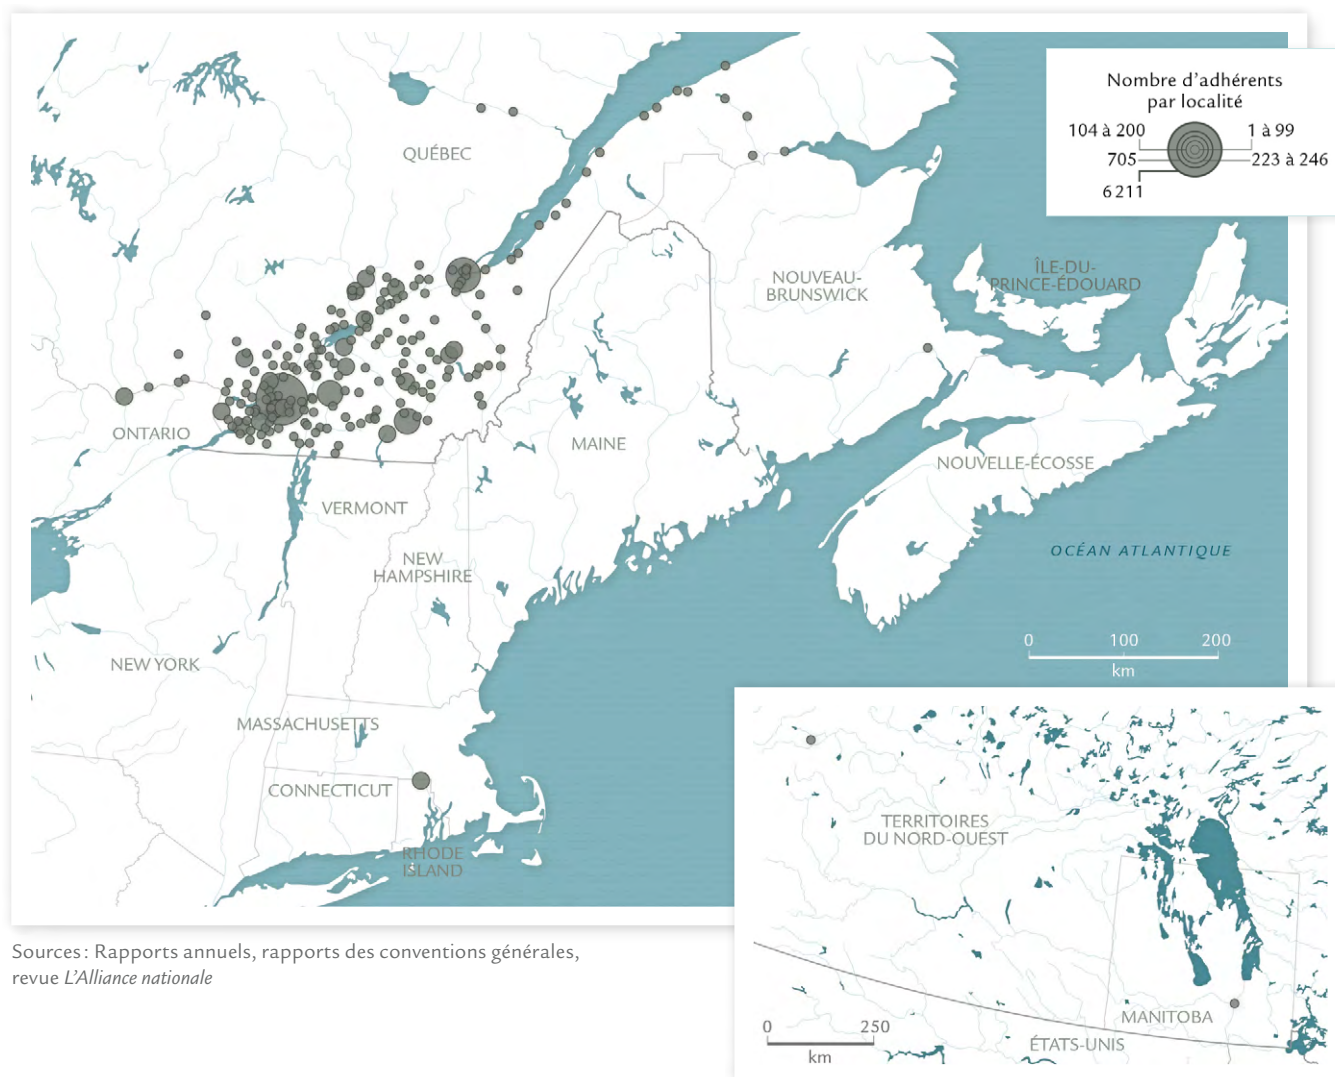 Nombre d'adhérents
par localité
104 à 200
1 à 99
705
223 à 246
6 211
QUÉBEC
NOUVEAU-
BRUNSWICK
ÎLE-DU-
PRINCE-ÉDOUARD
ONTARIO
MAINE
NOUVELLE-ÉCOSSE
VERMONT
NEW
HAMPSHIRE
OCÉAN ATLANTIQUE
0 100 200
km
NEW YORK
MASSACHUSETTS
CONNECTICUT
RHODE
ISLAND
TERRITOIRES
DU NORD-OUEST
MANITOBA
ÉTATS-UNIS
0 250
km
Sources : Rapports annuels, rapports des conventions générales,
revue L'Alliance nationale